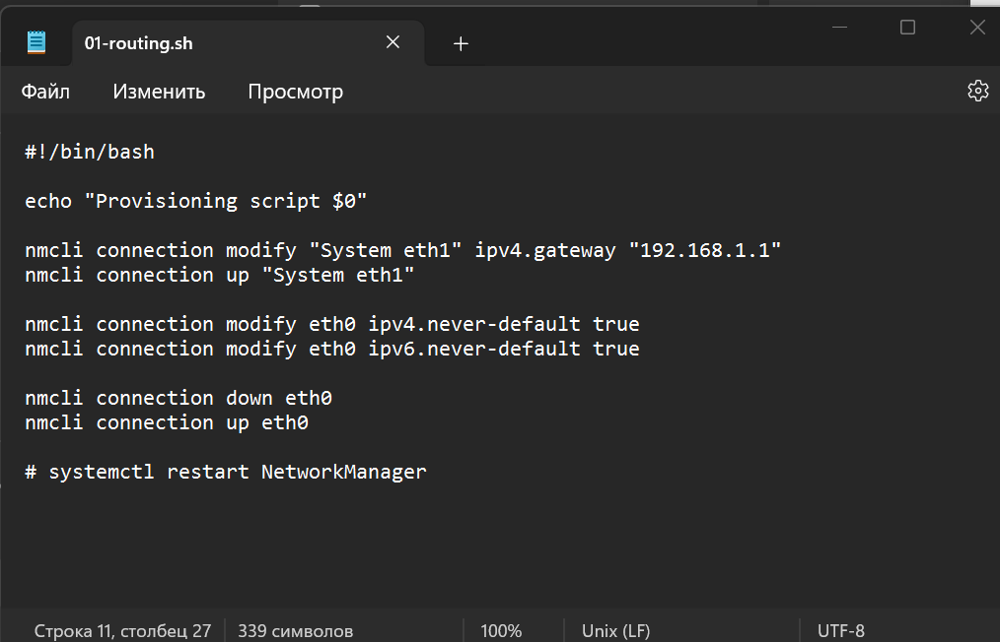 01-routing.sh
Файл Изменить Просмотр
#!/bin/bash
echo "Provisioning script $0"
nmcli connection modify "System eth1" ipv4.gateway "192.168.1.1"
nmcli connection up "System eth1"
nmcli connection modify eth0 ipv4.never-default true
nmcli connection modify eth0 ipv6.never-default true
nmcli connection down eth0
nmcli connection up eth0
# systemctl restart NetworkManager
Строка 11, столбец 27 339 символов 100% Unix (LF) UTF-8